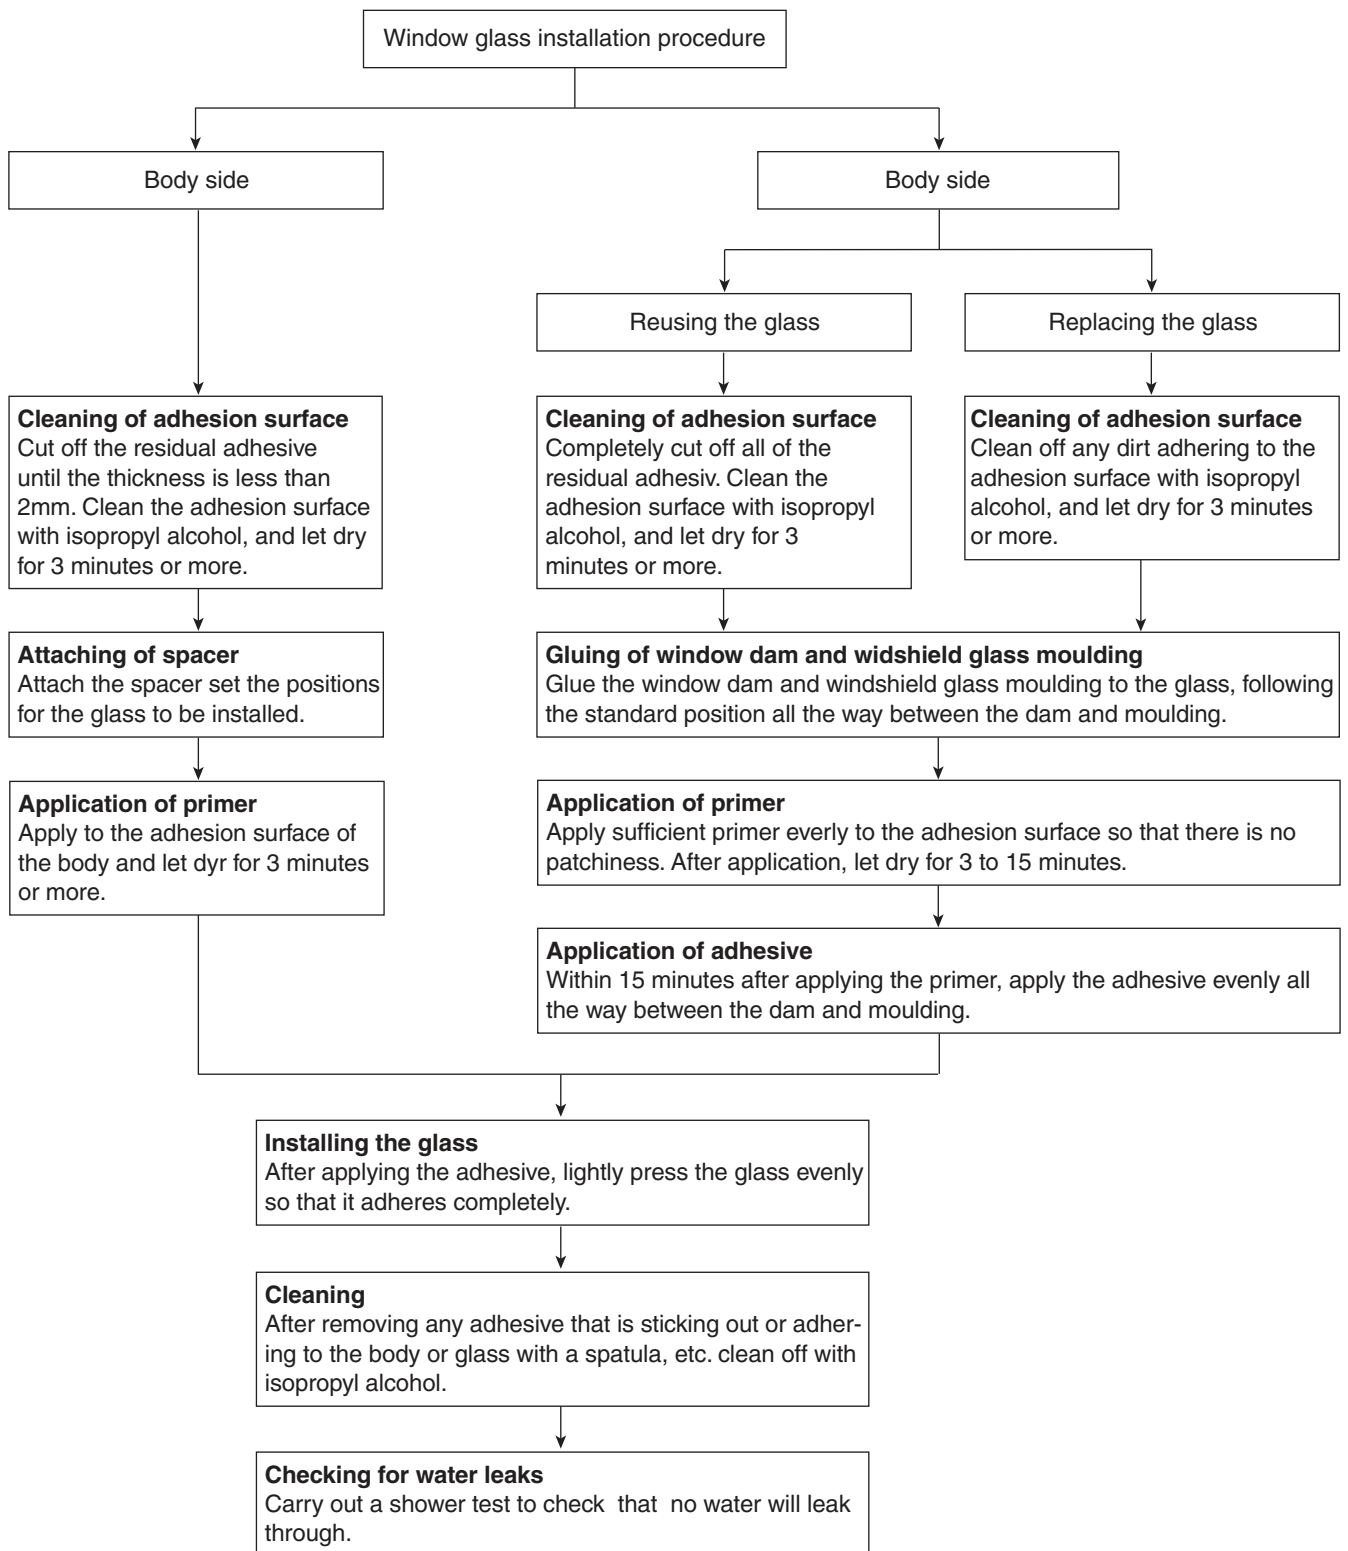 Window glass installation procedure
Body side
Body side
Reusing the glass
Replacing the glass
Cleaning of adhesion surface
Cut off the residual adhesive
until the thickness is less than
2mm. Clean the adhesion surface
with isopropyl alcohol, and let dry
for 3 minutes or more.
Cleaning of adhesion surface
Completely cut off all of the
residual adhesiv. Clean the
adhesion surface with isopropyl
alcohol, and let dry for 3
minutes or more.
Cleaning of adhesion surface
Clean off any dirt adhering to the
adhesion surface with isopropyl
alcohol, and let dry for 3 minutes
or more.
Attaching of spacer
Attach the spacer set the positions
for the glass to be installed.
Gluing of window dam and widshield glass moulding
Glue the window dam and windshield glass moulding to the glass, following
the standard position all the way between the dam and moulding.
Application of primer
Apply to the adhesion surface of
the body and let dyr for 3 minutes
or more.
Application of primer
Apply sufficient primer everly to the adhesion surface so that there is no
patchiness. After application, let dry for 3 to 15 minutes.
Application of adhesive
Within 15 minutes after applying the primer, apply the adhesive evenly all
the way between the dam and moulding.
Installing the glass
After applying the adhesive, lightly press the glass evenly
so that it adheres completely.
Cleaning
After removing any adhesive that is sticking out or adher-
ing to the body or glass with a spatula, etc. clean off with
isopropyl alcohol.
Checking for water leaks
Carry out a shower test to check that no water will leak
through.